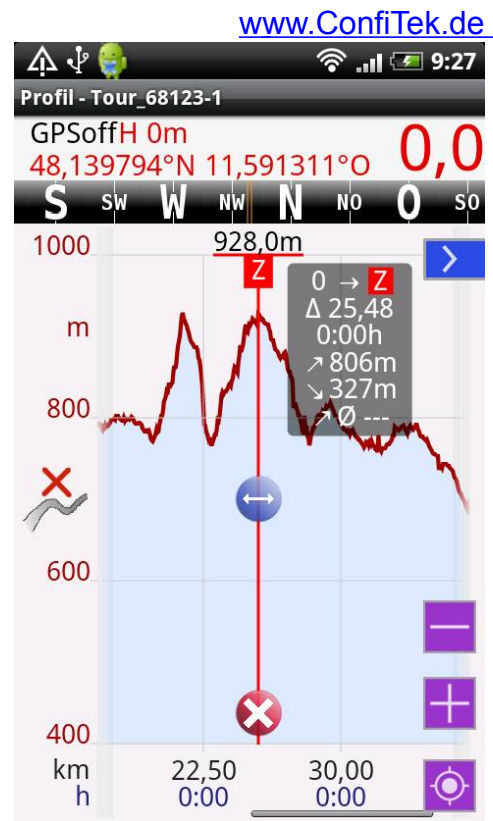 www.ConfiTek.de
9:27
Profil - Tour_68123-1
GPSoff H 0m
48,139794°N 11,591311°O
0,0
S SW W NW N NO O SO
1000
928,0m
Z
0 → Z
Δ 25,48
0:00h
↗ 806m
↘ 327m
↗ Ø ---
m
800
600
400
km 22,50 30,00
h 0:00 0:00